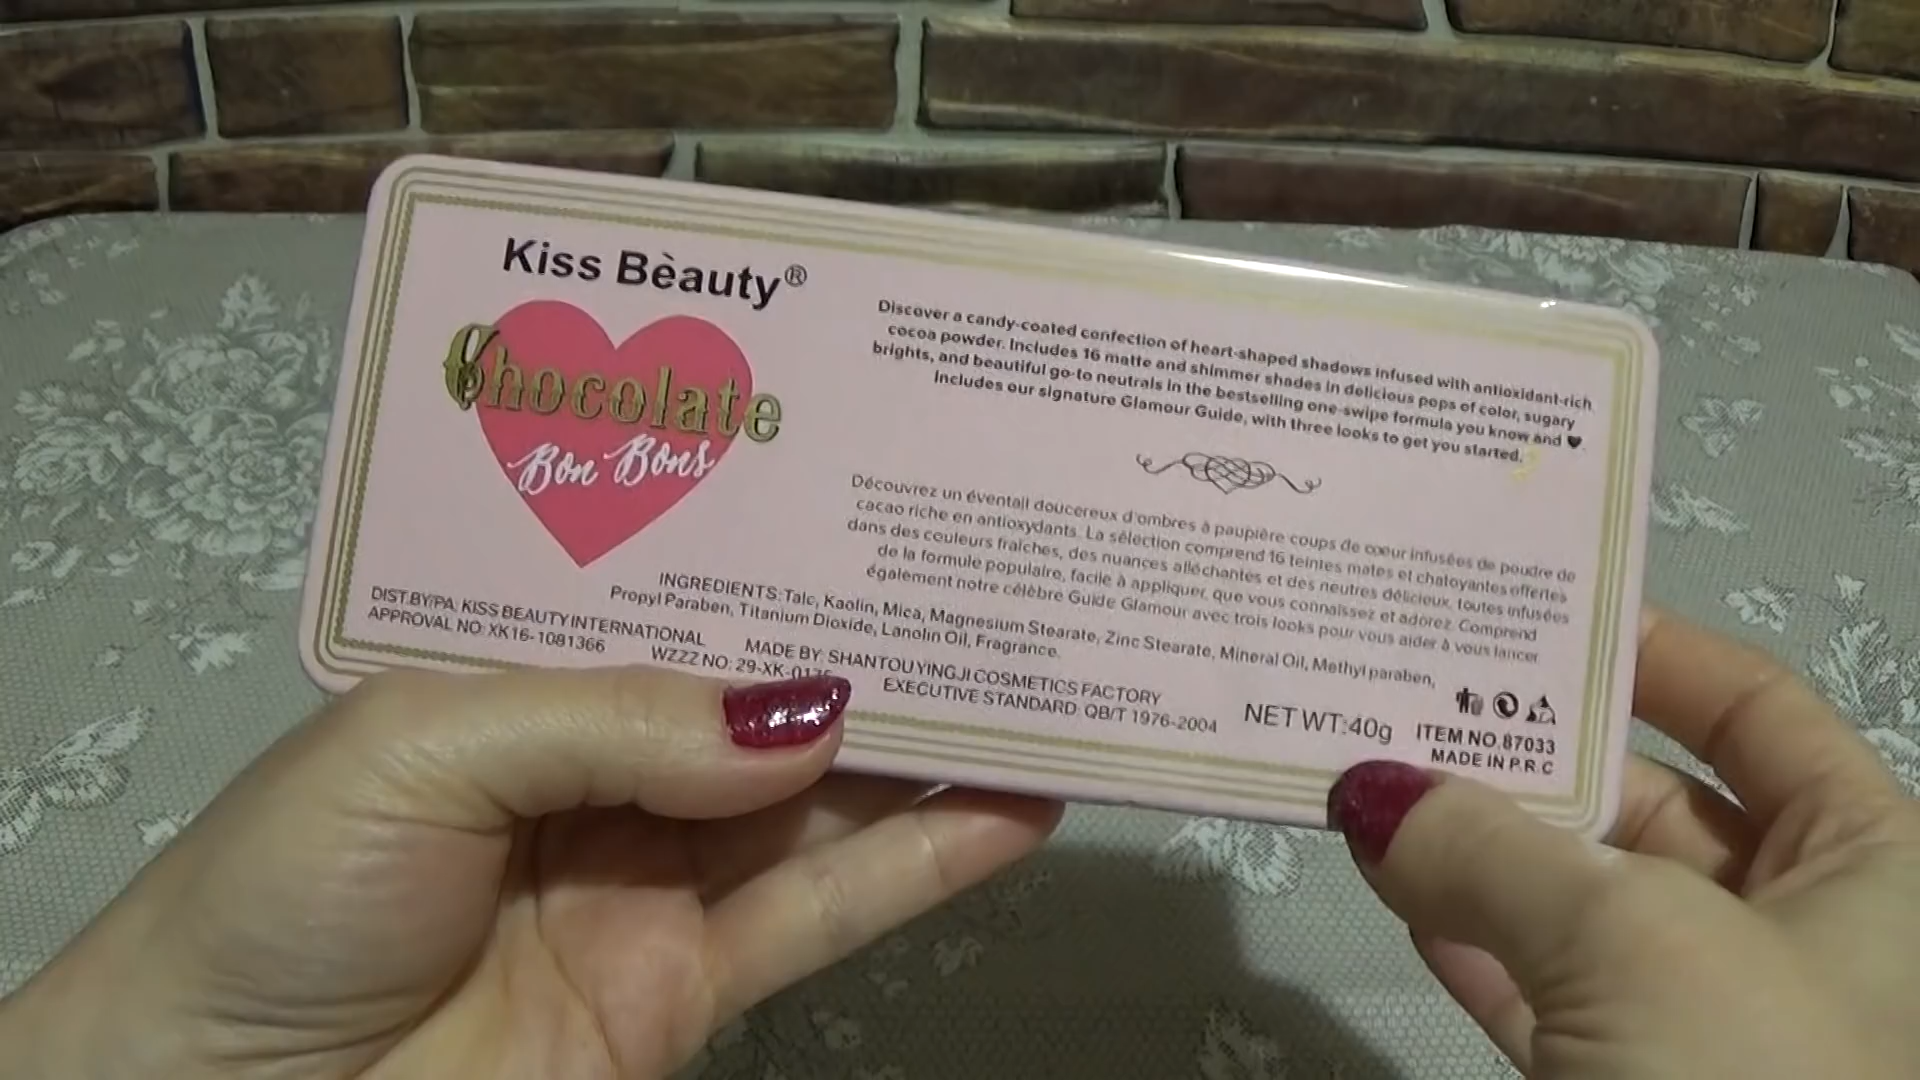 Kiss Bèauty®
Chocolate
Bon Bons
Discover a candy-coated confection of heart-shaped shadows infused with antioxidant-rich
cocoa powder. Includes 16 matte and shimmer shades in delicious pops of color, sugary
brights, and beautiful go-to neutrals in the bestselling one-swipe formula you know and ♥.
Includes our signature Glamour Guide, with three looks to get you started.
Découvrez un éventail doucereux d'ombres à paupière coups de coeur infusées de poudre de
cacao riche en antioxydants. La sélection comprend 16 teintes mates et chatoyantes offertes
dans des couleurs fraîches, des nuances alléchantes et des neutres délicieux, toutes infusées
de la formule populaire, facile à appliquer, que vous connaissez et adorez. Comprend
également notre célèbre Guide Glamour avec trois looks pour vous aider à vous lancer.
INGREDIENTS: Talc, Kaolin, Mica, Magnesium Stearate, Zinc Stearate, Mineral Oil, Methyl paraben,
Propyl Paraben, Titanium Dioxide, Lanolin Oil, Fragrance.
DIST.BY/PA: KISS BEAUTY INTERNATIONAL
APPROVAL NO: XK16-1081366
WZZZ NO: 29-XK-
MADE BY: SHANTOU YINGJI COSMETICS FACTORY
EXECUTIVE STANDARD: QB/T 1976-2004
NET WT:40g
ITEM NO.87033
MADE IN P.R.C